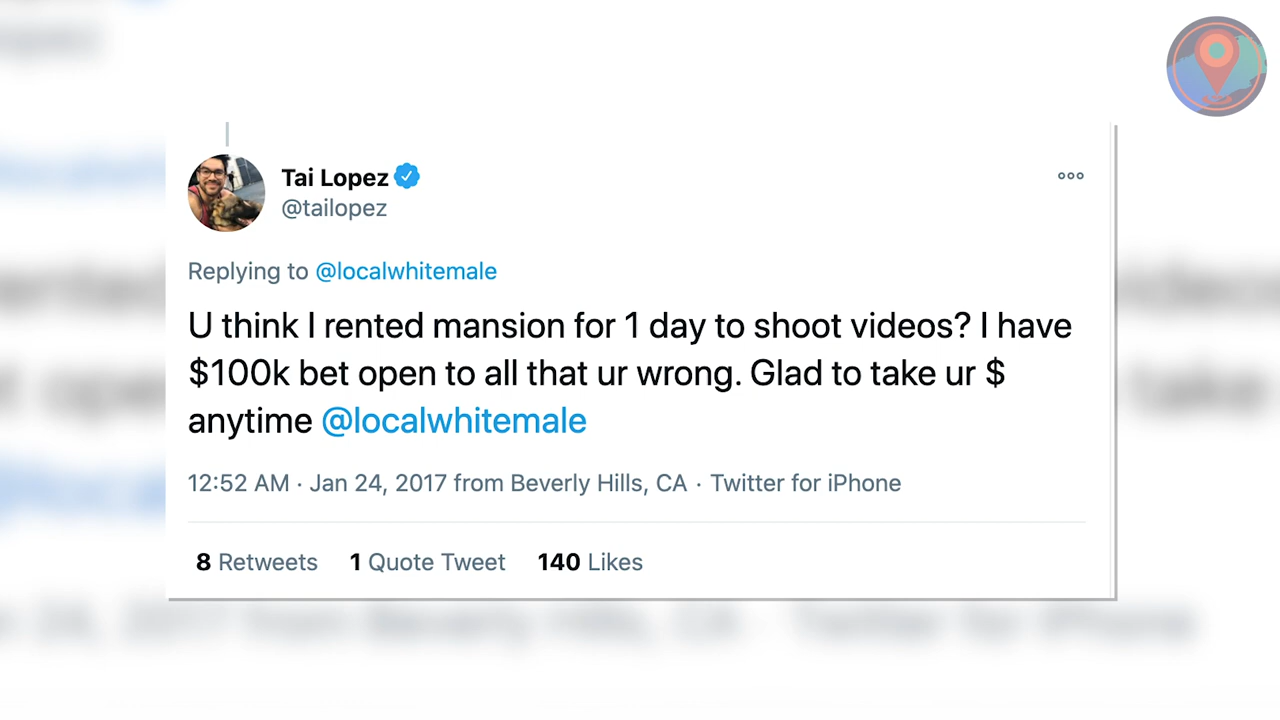 Tai Lopez
@tailopez
Replying to @localwhitemale
U think I rented mansion for 1 day to shoot videos? I have
$100k bet open to all that ur wrong. Glad to take ur $
anytime @localwhitemale
12:52 AM · Jan 24, 2017 from Beverly Hills, CA · Twitter for iPhone
8 Retweets 1 Quote Tweet 140 Likes